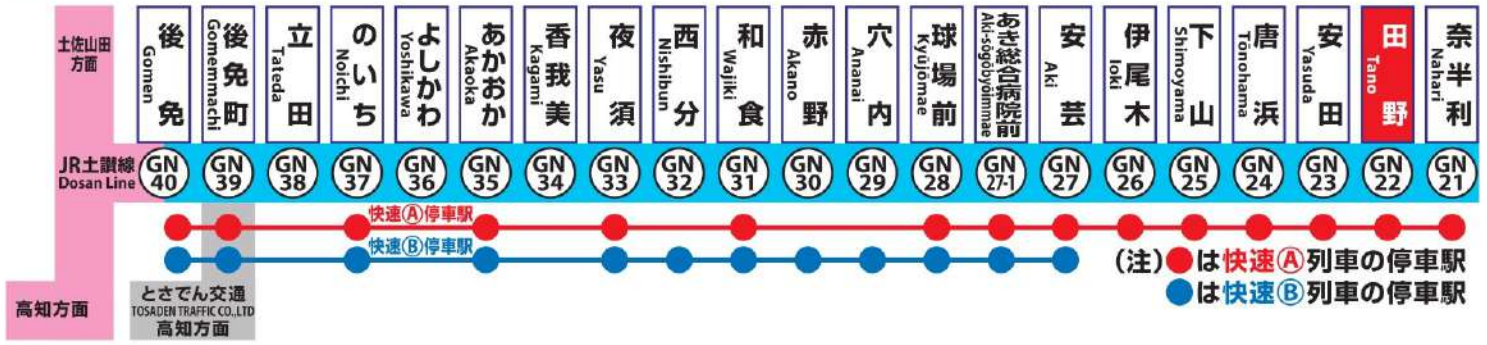 土佐山田
方面
後免
Gomen
後免町
Gomenmachi
立田
Tateda
のいち
Noichi
よしかわ
Yoshikawa
あかおか
Akaoka
香我美
Kagami
夜須
Yasu
西分
Nishibun
和食
Wajiki
赤野
Akano
穴内
Ananai
球場前
Kyūjōmae
あき総合病院前
Aki-sōgōbyōinmae
安芸
Aki
伊尾木
Ioki
下山
Shimoyama
唐浜
Tōnohama
安田
Yasuda
田野
Tano
奈半利
Nahari
JR土讃線
Dosan Line
GN
40
GN
39
GN
38
GN
37
GN
36
GN
35
GN
34
GN
33
GN
32
GN
31
GN
30
GN
29
GN
28
GN
27-1
GN
27
GN
26
GN
25
GN
24
GN
23
GN
22
GN
21
快速Ⓐ停車駅
快速Ⓑ停車駅
(注)●は快速Ⓐ列車の停車駅
●は快速Ⓑ列車の停車駅
高知方面
とさでん交通
TOSADEN TRAFFIC CO.,LTD
高知方面